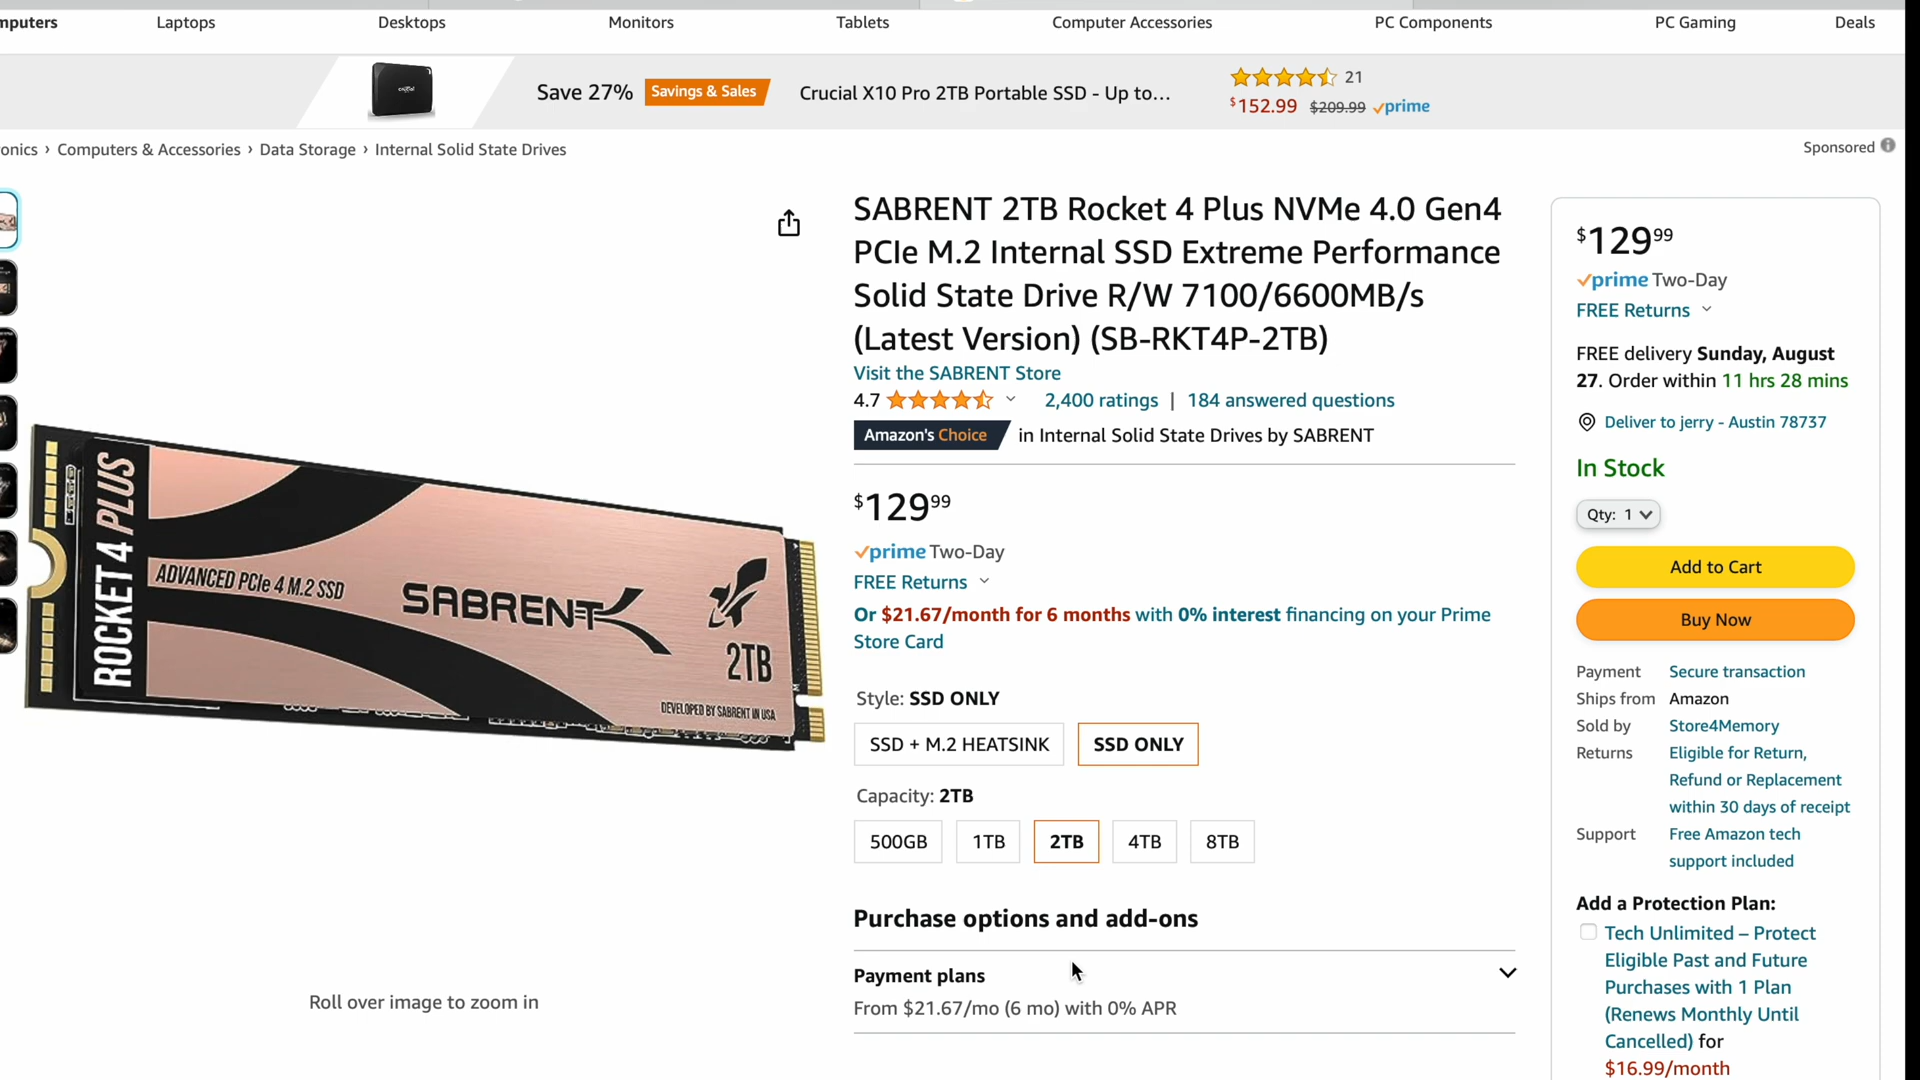 mputers Laptops Desktops Monitors Tablets Computer Accessories PC Components PC Gaming Deals
crucial
Save 27% Savings & Sales Crucial X10 Pro 2TB Portable SSD - Up to...
21
$152.99 $209.99 prime
onics › Computers & Accessories › Data Storage › Internal Solid State Drives
Sponsored
ROCKET 4 PLUS
ADVANCED PCIe 4 M.2 SSD
SABRENT
2TB
DEVELOPED BY SABRENT IN USA
Roll over image to zoom in
SABRENT 2TB Rocket 4 Plus NVMe 4.0 Gen4
PCIe M.2 Internal SSD Extreme Performance
Solid State Drive R/W 7100/6600MB/s
(Latest Version) (SB-RKT4P-2TB)
Visit the SABRENT Store
4.7 2,400 ratings | 184 answered questions
Amazon's Choice in Internal Solid State Drives by SABRENT
$129 99
prime Two-Day
FREE Returns
Or $21.67/month for 6 months with 0% interest financing on your Prime
Store Card
Style: SSD ONLY
SSD + M.2 HEATSINK SSD ONLY
Capacity: 2TB
500GB 1TB 2TB 4TB 8TB
Purchase options and add-ons
Payment plans
From $21.67/mo (6 mo) with 0% APR
$129 99
prime Two-Day
FREE Returns
FREE delivery Sunday, August
27. Order within 11 hrs 28 mins
Deliver to jerry - Austin 78737
In Stock
Qty: 1
Add to Cart
Buy Now
Payment Secure transaction
Ships from Amazon
Sold by Store4Memory
Returns Eligible for Return,
Refund or Replacement
within 30 days of receipt
Support Free Amazon tech
support included
Add a Protection Plan:
Tech Unlimited – Protect
Eligible Past and Future
Purchases with 1 Plan
(Renews Monthly Until
Cancelled) for
$16.99/month